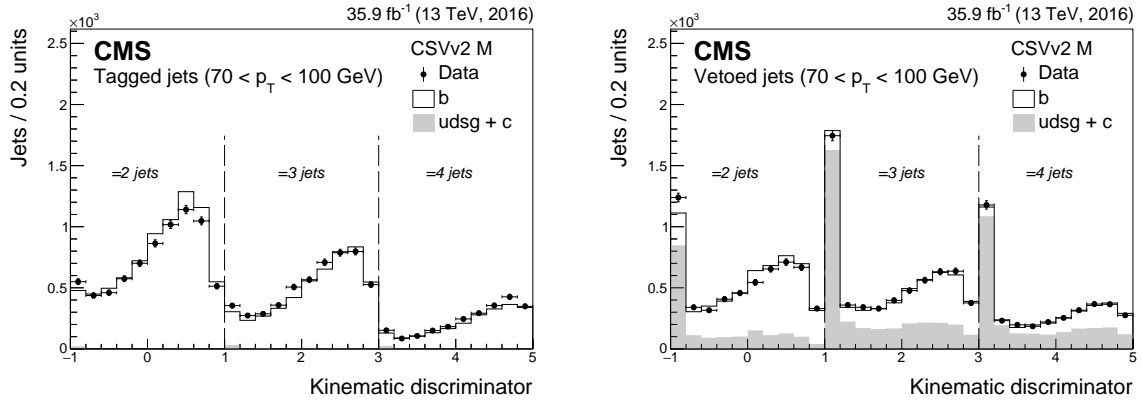 35.9 fb⁻¹ (13 TeV, 2016)
×10³
CMS
Tagged jets (70 < p_T < 100 GeV)
CSVv2 M
Data
b
udsg + c
=2 jets
=3 jets
=4 jets
Jets / 0.2 units
2.5
2
1.5
1
0.5
0
−1 0 1 2 3 4 5
Kinematic discriminator
35.9 fb⁻¹ (13 TeV, 2016)
×10³
CMS
Vetoed jets (70 < p_T < 100 GeV)
CSVv2 M
Data
b
udsg + c
=2 jets
=3 jets
=4 jets
Jets / 0.2 units
2.5
2
1.5
1
0.5
0
−1 0 1 2 3 4 5
Kinematic discriminator